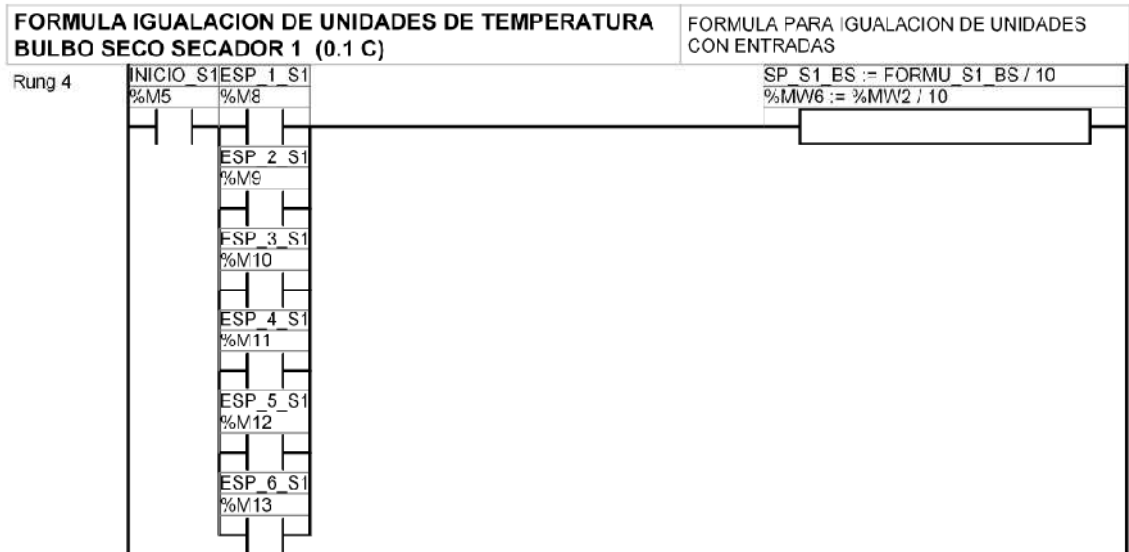 FORMULA IGUALACION DE UNIDADES DE TEMPERATURA
BULBO SECO SECADOR 1 (0.1 C)
FORMULA PARA IGUALACION DE UNIDADES
CON ENTRADAS
Rung 4
INICIO_S1 ESP_1_S1
%M5 %M8
SP_S1_BS := FORMU_S1_BS / 10
%MW6 := %MW2 / 10
ESP_2_S1
%M9
ESP_3_S1
%M10
ESP_4_S1
%M11
ESP_5_S1
%M12
ESP_6_S1
%M13